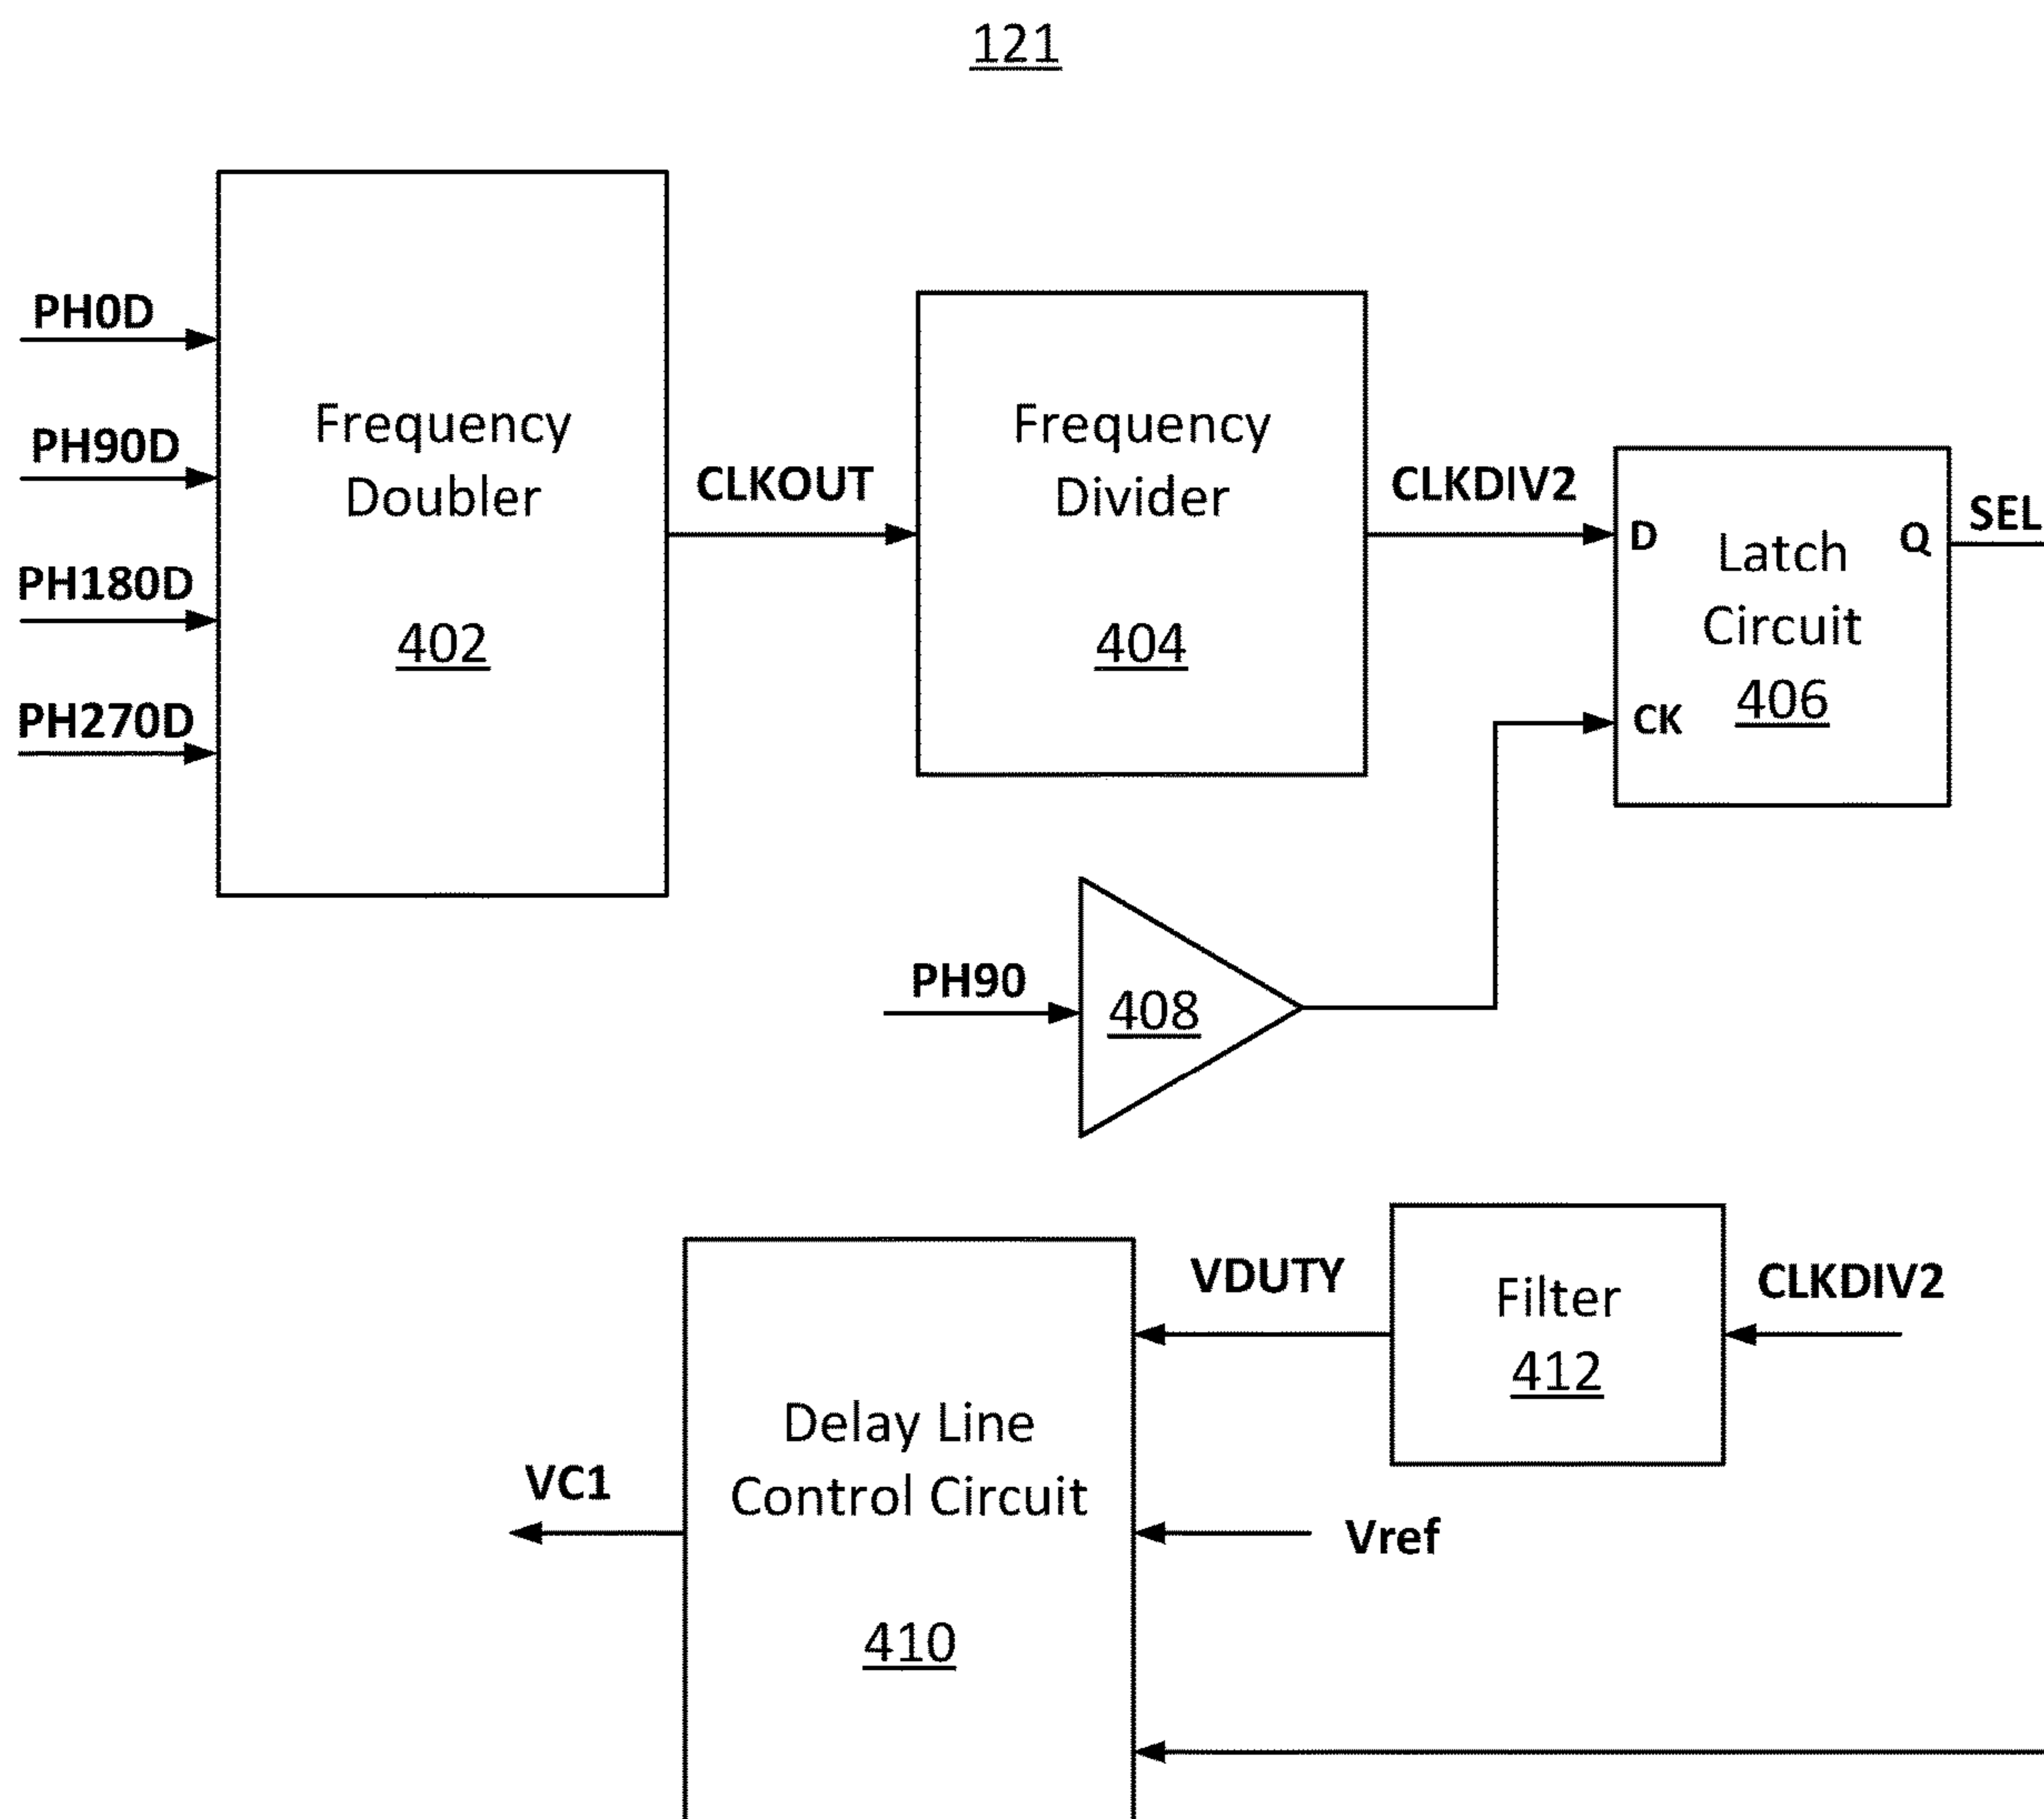 121
PH0D
PH90D
PH180D
PH270D
Frequency
Doubler
402
CLKOUT
Frequency
Divider
404
CLKDIV2
D
CK
Latch
Circuit
406
Q
SEL
PH90
408
VC1
Delay Line
Control Circuit
410
VDUTY
Vref
Filter
412
CLKDIV2